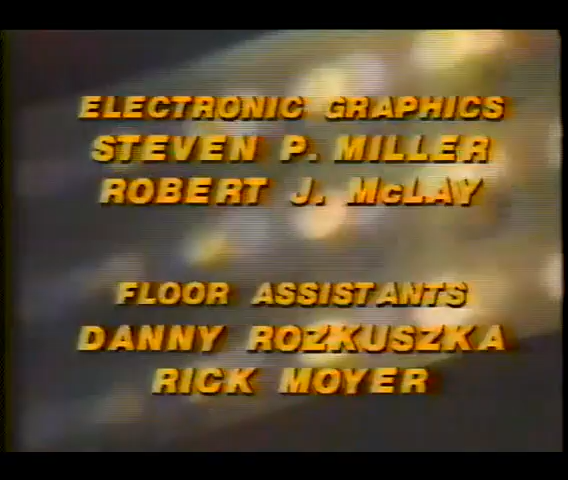 ELECTRONIC GRAPHICS
STEVEN P. MILLER
ROBERT J. McLAY
FLOOR ASSISTANTS
DANNY ROZKUSZKA
RICK MOYER